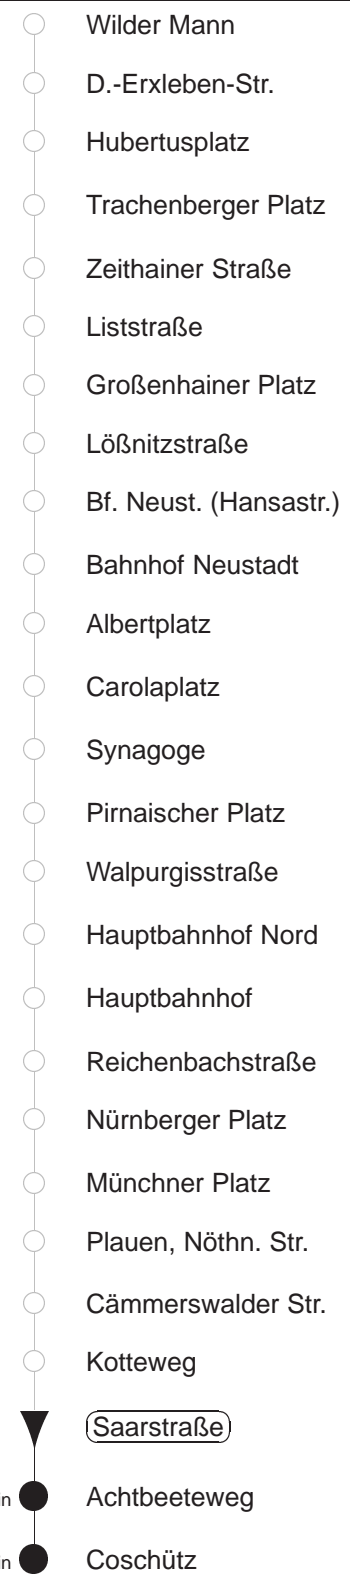 Wilder Mann
D.-Erxleben-Str.
Hubertusplatz
Trachenberger Platz
Zeithainer Straße
Liststraße
Großenhainer Platz
Lößnitzstraße
Bf. Neust. (Hansastr.)
Bahnhof Neustadt
Albertplatz
Carolaplatz
Synagoge
Pirnaischer Platz
Walpurgisstraße
Hauptbahnhof Nord
Hauptbahnhof
Reichenbachstraße
Nürnberger Platz
Münchner Platz
Plauen, Nöthn. Str.
Cämmerswalder Str.
Kotteweg
Saarstraße
Achtbeeteweg
Coschütz